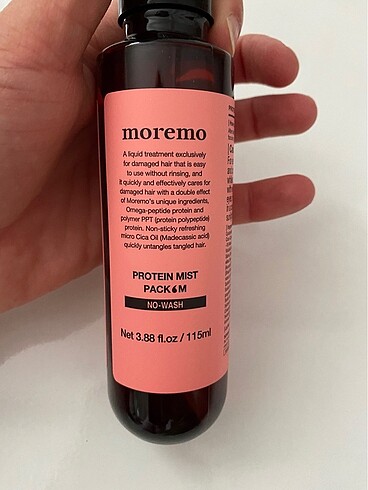 moremo
A liquid treatment exclusively
for damaged hair that is easy
to use without rinsing, and
it quickly and effectively cares for
damaged hair with a double effect
of Moremo's unique ingredients,
Omega-peptide protein and
polymer PPT (protein polypeptide)
protein. Non-sticky refreshing
micro Cica Oil (Madecassic acid)
quickly untangles tangled hair.
PROTEIN MIST
PACK M
NO-WASH
Net 3.88 fl.oz / 115ml